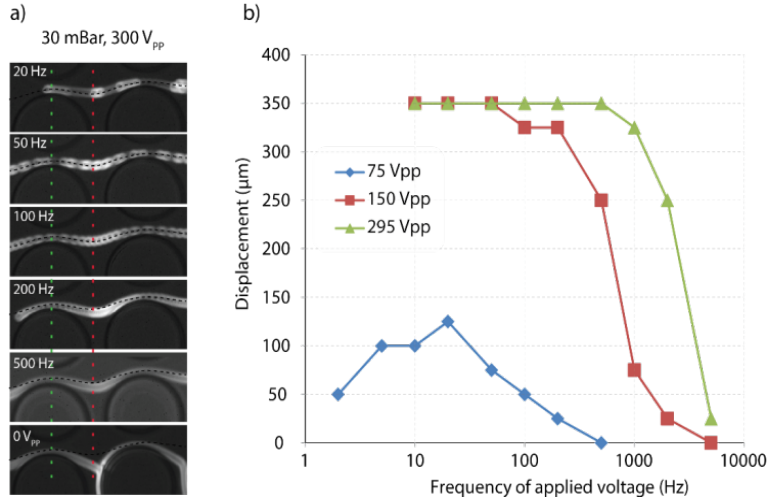 a)
30 mBar, 300 VPP
20 Hz
50 Hz
100 Hz
200 Hz
500 Hz
0 VPP
b)
Displacement (µm)
400
350
300
250
200
150
100
50
0
75 Vpp
150 Vpp
295 Vpp
1 10 100 1000 10000
Frequency of applied voltage (Hz)